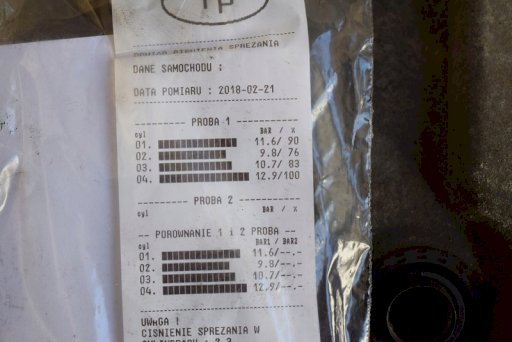 TP
POMIAR CISNIENIA SPREZANIA
DANE SAMOCHODU :
DATA POMIARU : 2018-02-21
-------- PROBA 1 --------
cyl BAR / %
01. 11.6/ 90
02. 9.8/ 76
03. 10.7/ 83
04. 12.9/100
-------- PROBA 2 --------
cyl BAR / %
-- POROWNANIE 1 i 2 PROBA --
cyl BAR1 / BAR2
01. 11.6/--.-
02. 9.8/--.-
03. 10.7/--.-
04. 12.9/--.-
UWAGA !
CISNIENIE SPREZANIA W